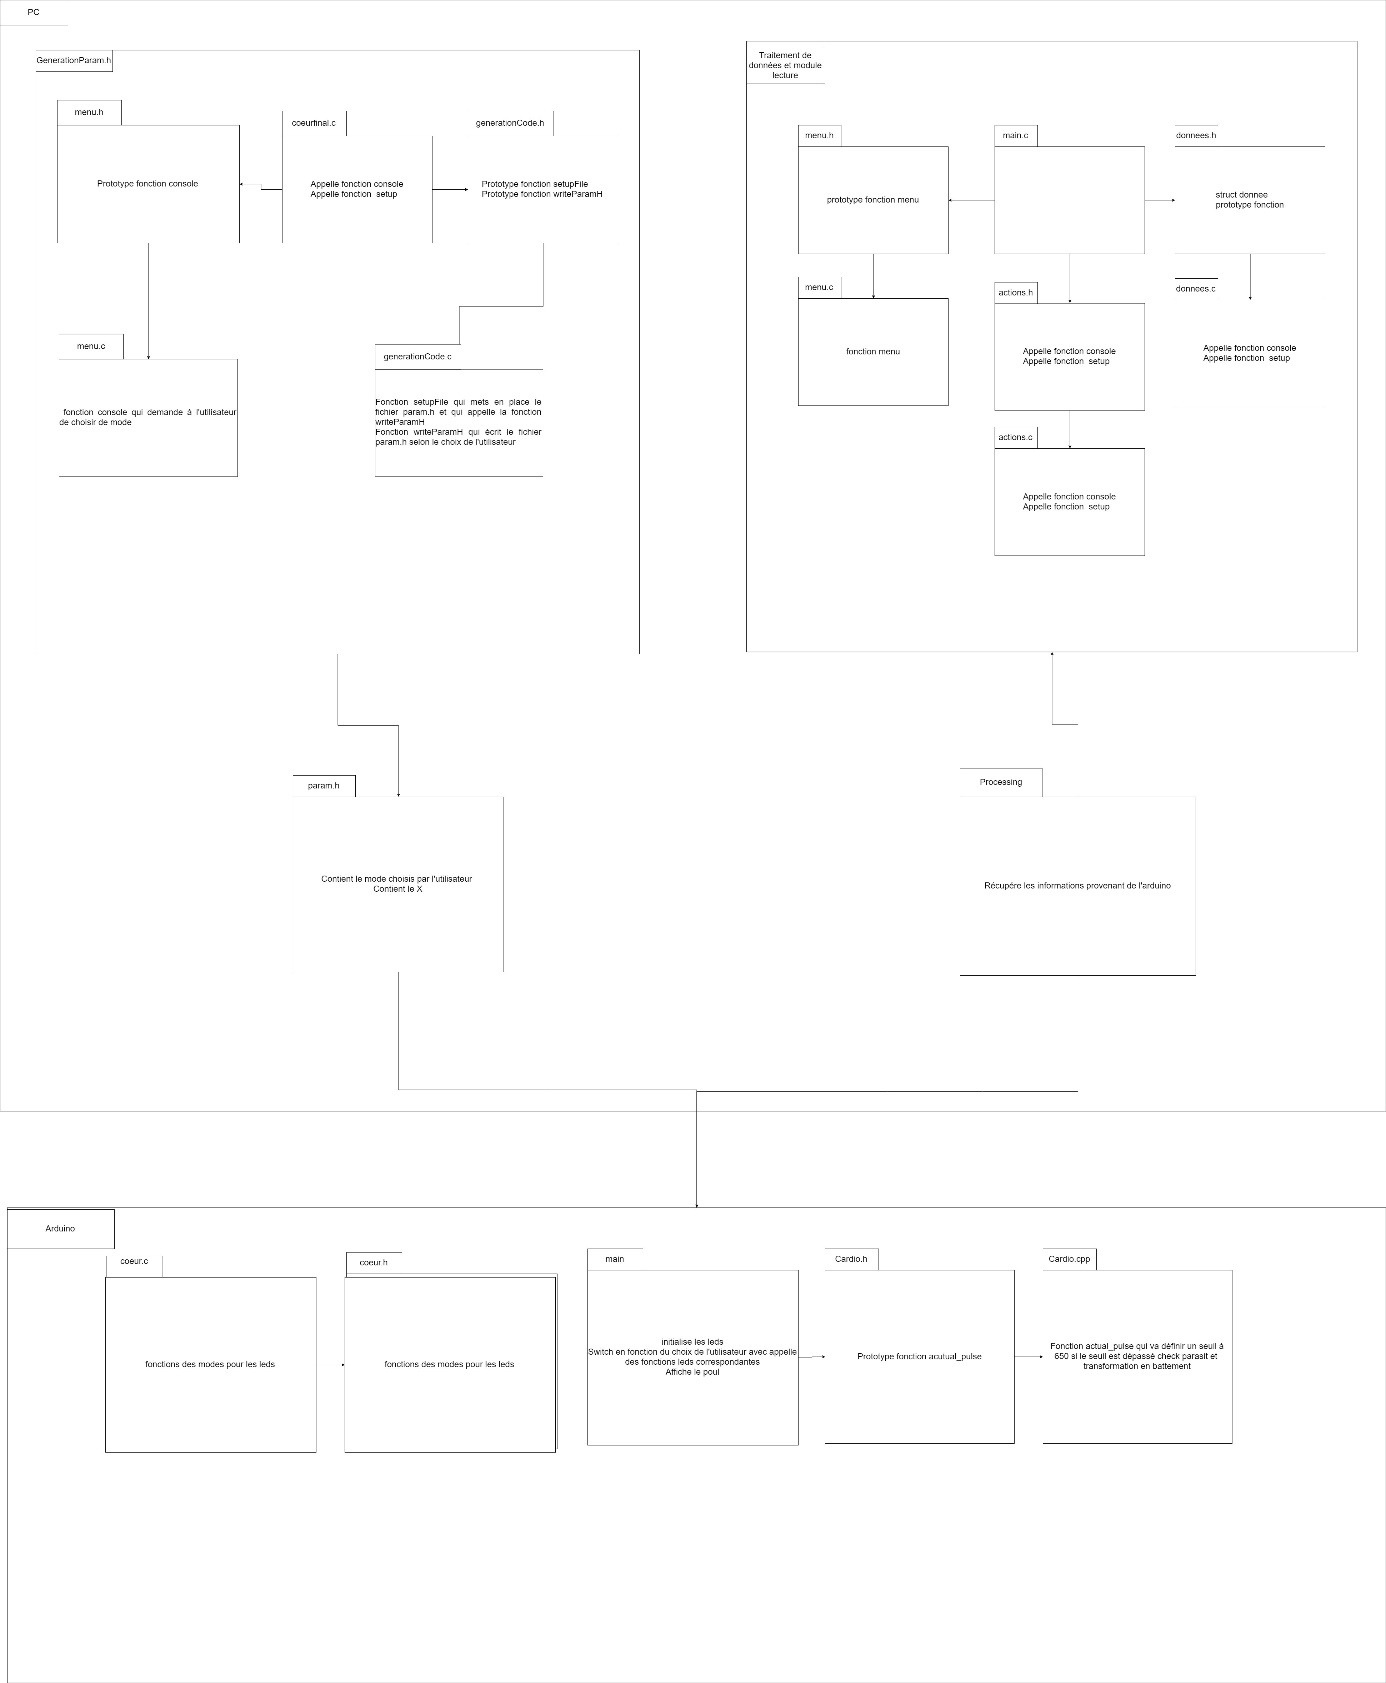 PC
GenerationParam.h
menu.h
Prototype fonction console
coeurfinal.c
Appelle fonction console
Appelle fonction  setup
generationCode.h
Prototype fonction setupFile
Prototype fonction writeParamH
menu.c
fonction console qui demande à l'utilisateur
de choisir de mode
generationCode.c
Fonction setupFile qui mets en place le
fichier param.h et qui appelle la fonction
writeParamH
Fonction writeParamH qui écrit le fichier
param.h selon le choix de l'utilisateur
Traitement de
données et module
lecture
menu.h
prototype fonction menu
main.c
donnees.h
struct donnee
prototype fonction
menu.c
fonction menu
actions.h
Appelle fonction console
Appelle fonction  setup
donnees.c
Appelle fonction console
Appelle fonction  setup
actions.c
Appelle fonction console
Appelle fonction  setup
param.h
Contient le mode choisis par l'utilisateur
Contient le X
Processing
Récupére les informations provenant de l'arduino
Arduino
coeur.c
fonctions des modes pour les leds
coeur.h
fonctions des modes pour les leds
main
initialise les leds
Switch en fonction du choix de l'utilisateur avec appelle
des fonctions leds correspondantes
Affiche le poul
Cardio.h
Prototype fonction acutual_pulse
Cardio.cpp
Fonction actual_pulse qui va définir un seuil à
650 si le seuil est dépassé check parasit et
transformation en battement